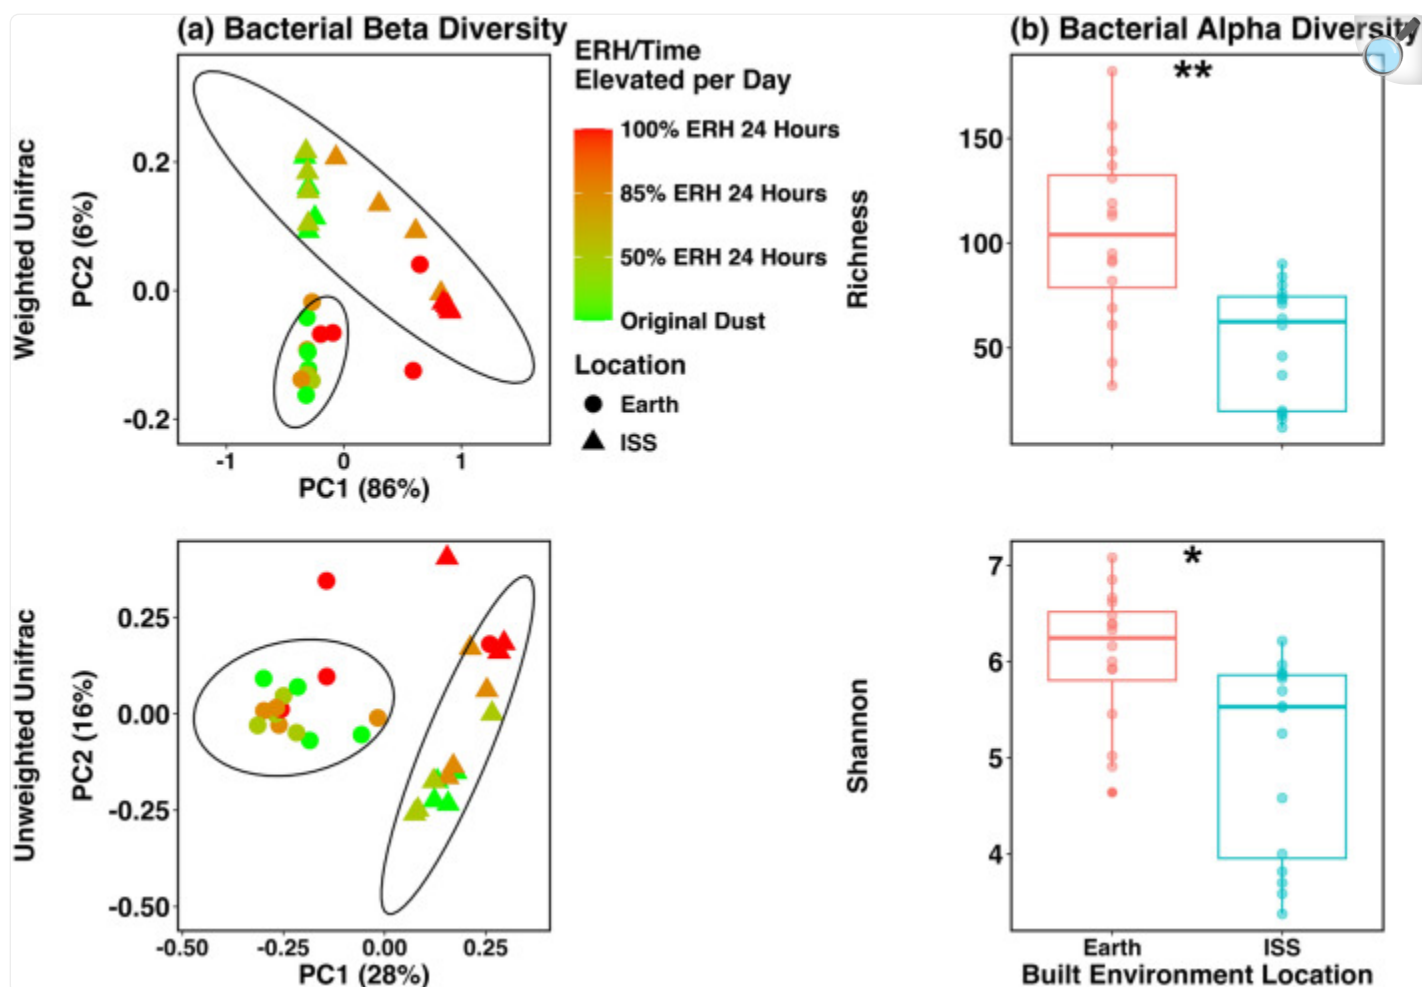 (a) Bacterial Beta Diversity
Weighted Unifrac
PC2 (6%)
0.2
0.0
-0.2
-1
0
1
PC1 (86%)
ERH/Time
Elevated per Day
100% ERH 24 Hours
85% ERH 24 Hours
50% ERH 24 Hours
Original Dust
Location
Earth
ISS
Unweighted Unifrac
PC2 (16%)
0.25
0.00
-0.25
-0.50
-0.50
-0.25
0.00
0.25
PC1 (28%)
(b) Bacterial Alpha Diversity
**
Richness
150
100
50
*
Shannon
7
6
5
4
Earth
ISS
Built Environment Location